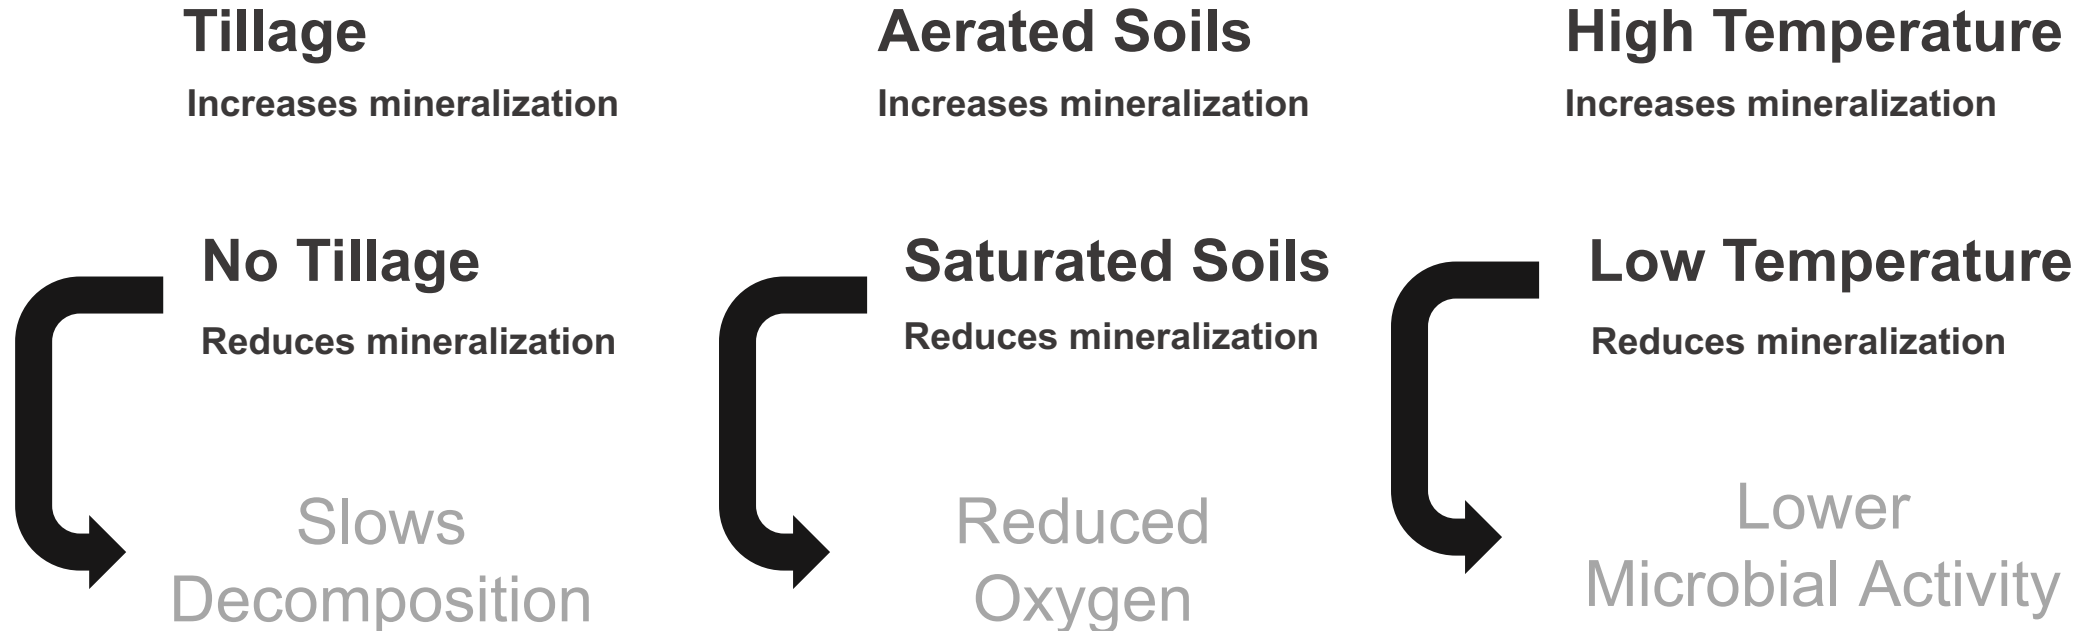 Tillage
Increases mineralization
Aerated Soils
Increases mineralization
High Temperature
Increases mineralization
No Tillage
Reduces mineralization
Slows
Decomposition
Saturated Soils
Reduces mineralization
Reduced
Oxygen
Low Temperature
Reduces mineralization
Lower
Microbial Activity